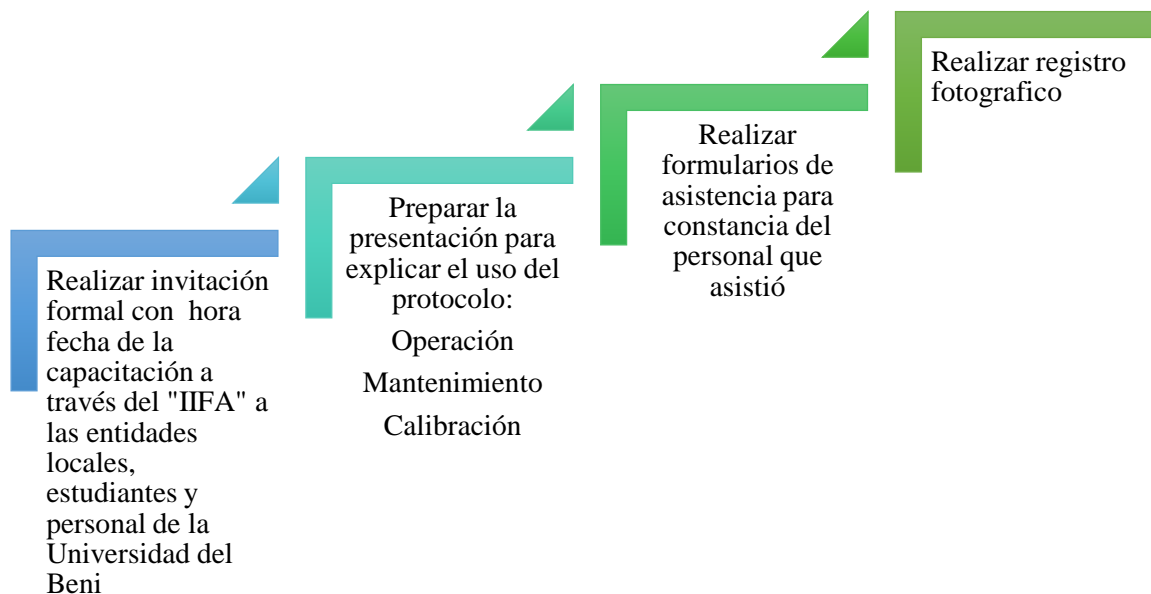 Realizar invitación
formal con hora
fecha de la
capacitación a
través del "IIFA" a
las entidades
locales,
estudiantes y
personal de la
Universidad del
Beni
Preparar la
presentación para
explicar el uso del
protocolo:
Operación
Mantenimiento
Calibración
Realizar
formularios de
asistencia para
constancia del
personal que
asistió
Realizar registro
fotografico